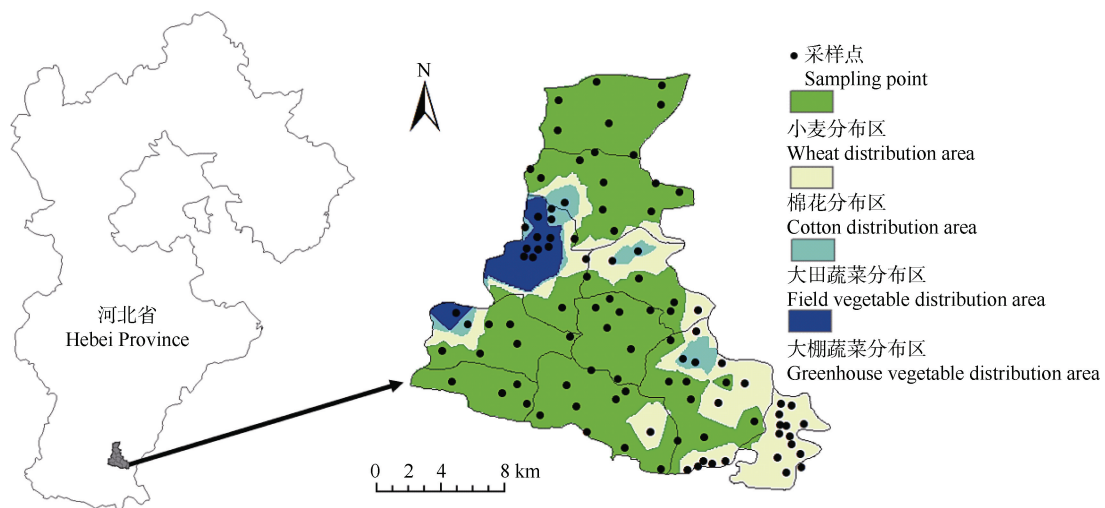 河北省
Hebei Province
N
0 2 4 8 km
采样点
Sampling point
小麦分布区
Wheat distribution area
棉花分布区
Cotton distribution area
大田蔬菜分布区
Field vegetable distribution area
大棚蔬菜分布区
Greenhouse vegetable distribution area